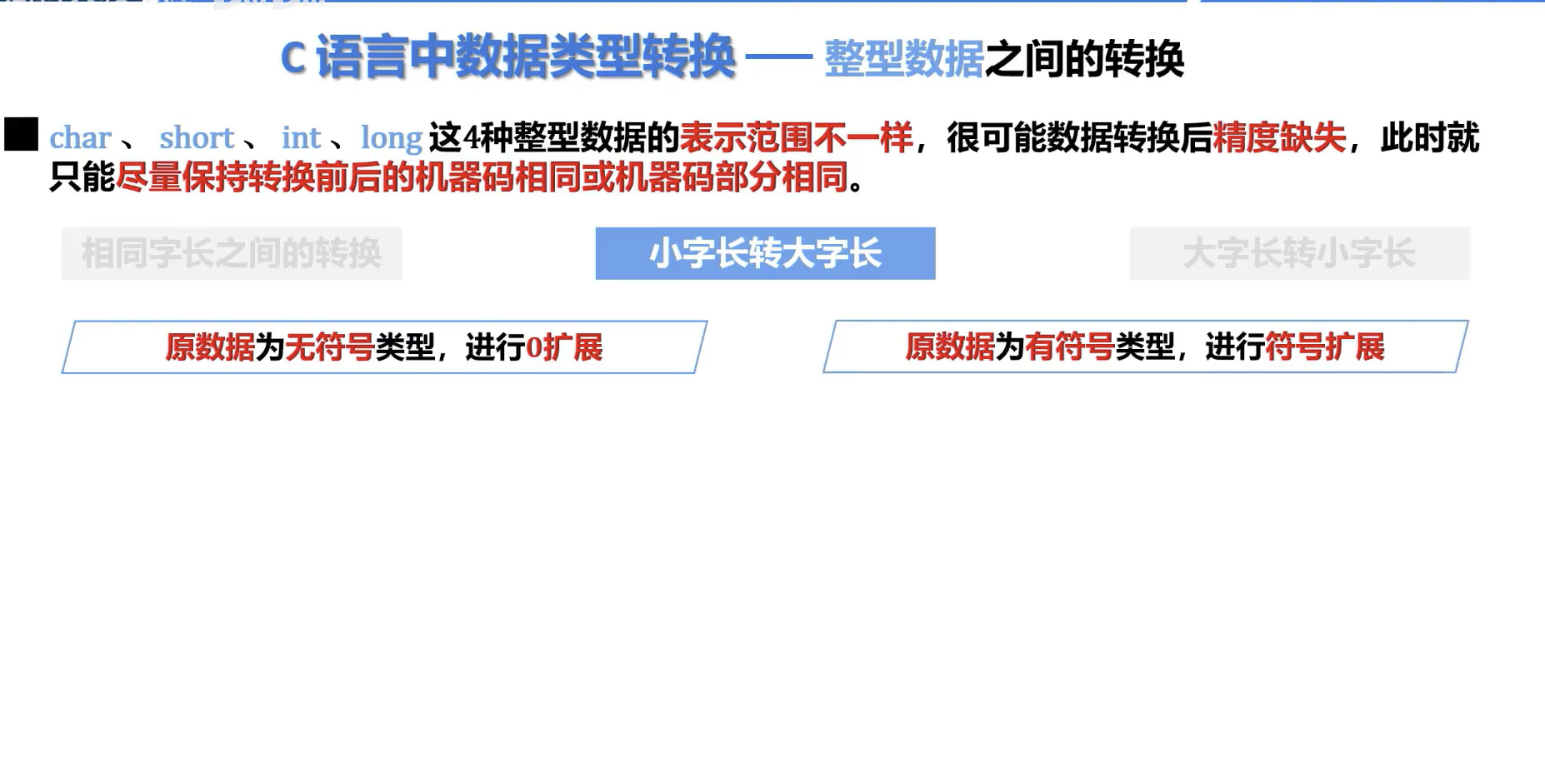 C 语言中数据类型转换 —— 整型数据之间的转换
char 、 short 、 int 、long 这4种整型数据的表示范围不一样，很可能数据转换后精度缺失，此时就
只能尽量保持转换前后的机器码相同或机器码部分相同。
相同字长之间的转换
小字长转大字长
大字长转小字长
原数据为无符号类型，进行0扩展
原数据为有符号类型，进行符号扩展